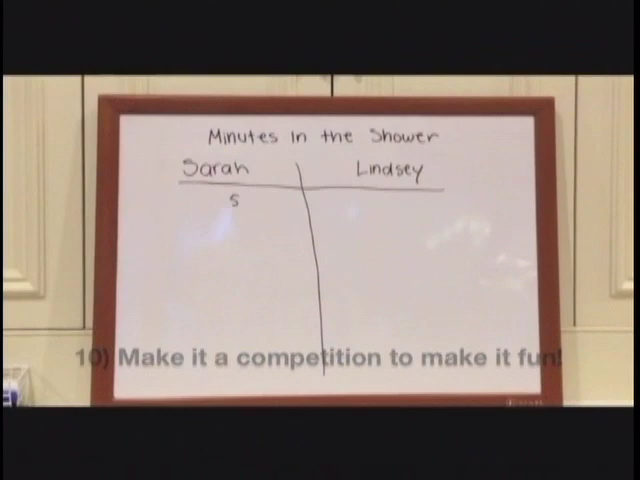 Minutes In the Shower
Sarah Lindsey
5
10) Make it a competition to make it fun!